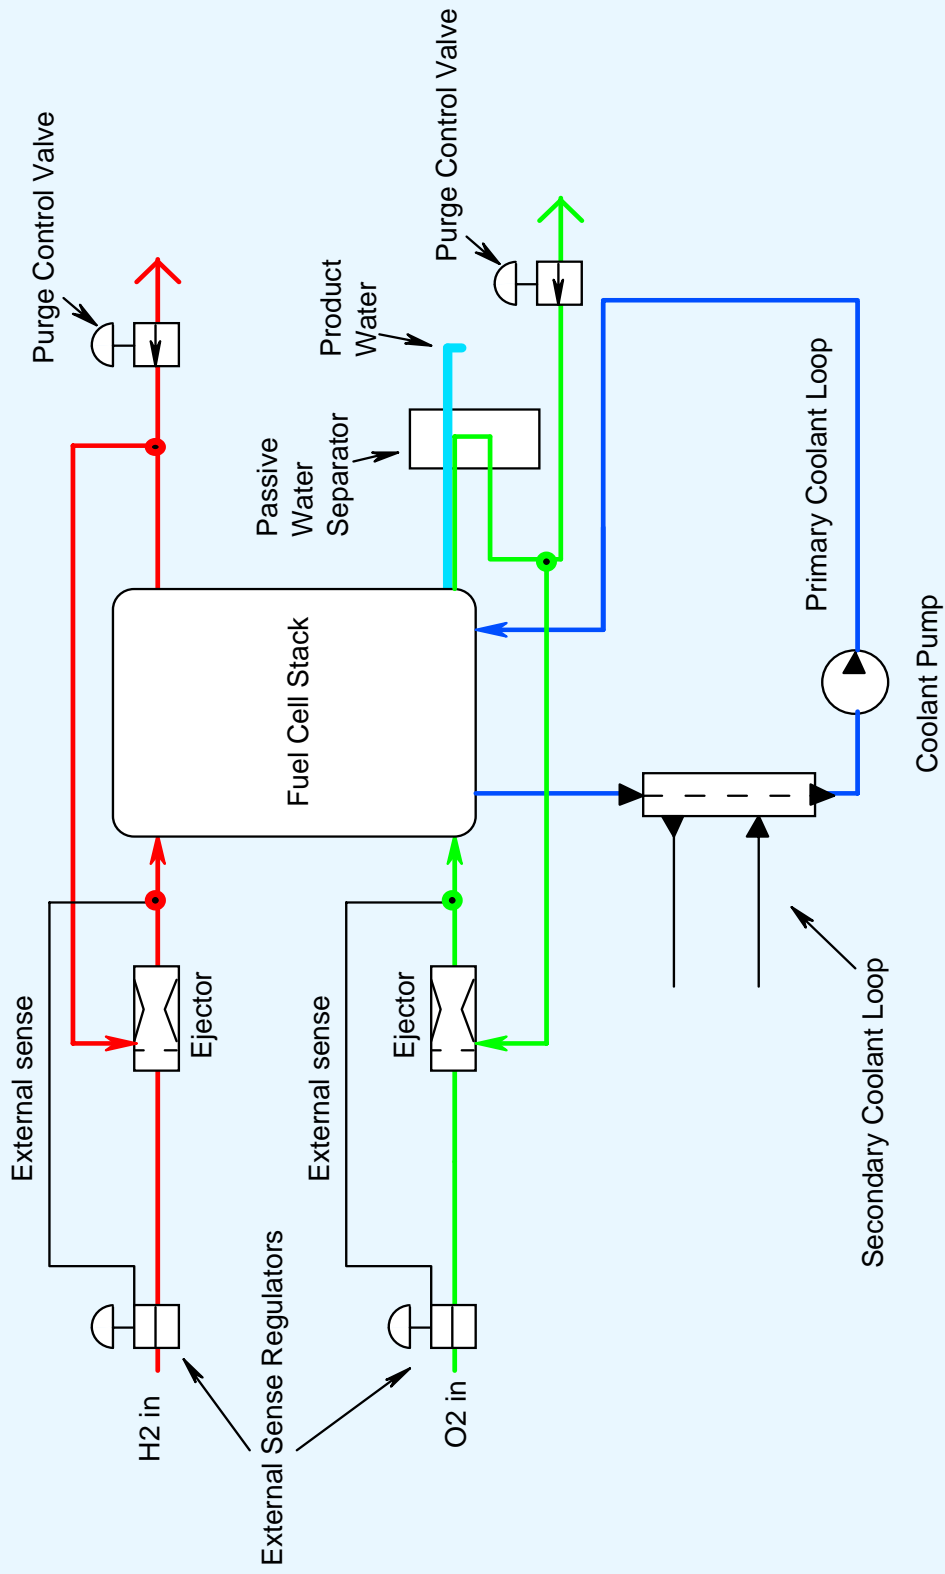 External sense
H2 in
Ejector
Purge Control Valve
External Sense Regulators
External sense
O2 in
Ejector
Fuel Cell Stack
Passive
Water
Separator
Product
Water
Purge Control Valve
Primary Coolant Loop
Secondary Coolant Loop
Coolant Pump